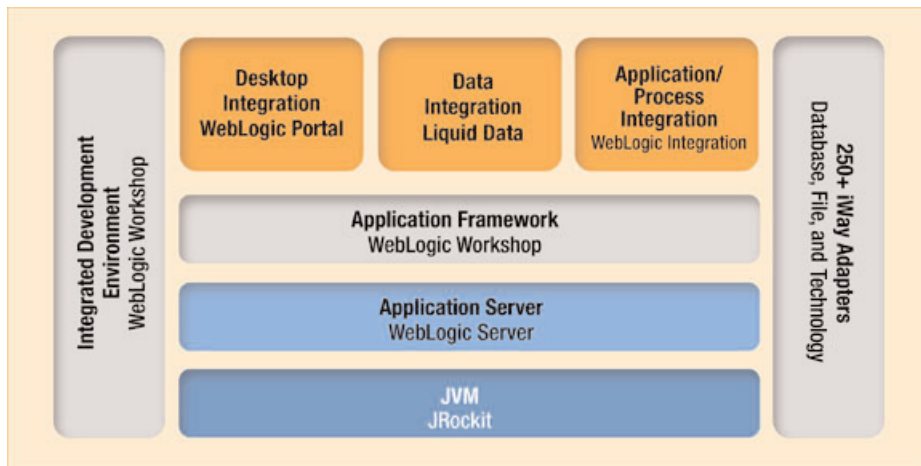 Integrated Development
Environment
WebLogic Workshop
Desktop
Integration
WebLogic Portal
Data
Integration
Liquid Data
Application/
Process
Integration
WebLogic Integration
Application Framework
WebLogic Workshop
Application Server
WebLogic Server
JVM
JRockit
250+ iWay Adapters
Database, File, and Technology